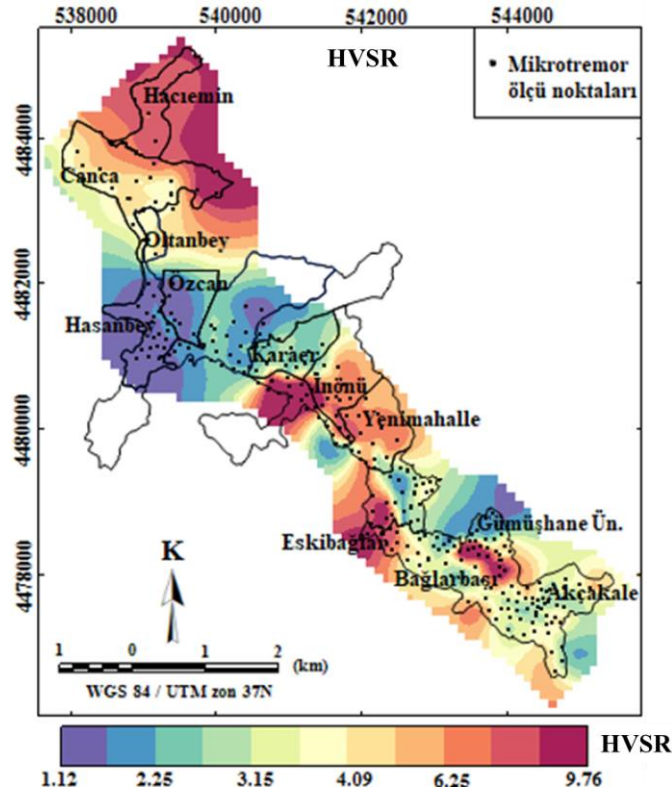 538000 540000 542000 544000
HVSR
Mikrotremor
ölçü noktaları
Hacıemin
4484000
Canca
Oltanbey
4482000
Özcan
Hasanbey
Karaer
İnönü
4480000
Yenimahalle
Gümüşhane Ün.
Eskibağlar
Bağlarbaşı
4478000
Akçakale
K
1 0 1 2 (km)
WGS 84 / UTM zon 37N
HVSR
1.12 2.25 3.15 4.09 6.25 9.76